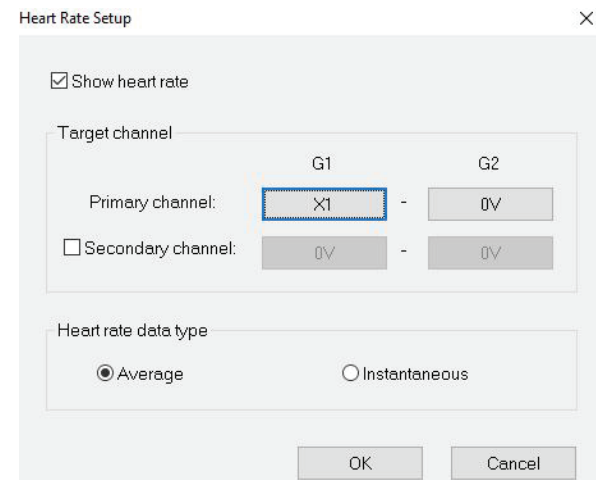 Heart Rate Setup
Show heart rate
Target channel
G1 G2
Primary channel: X1 - 0V
Secondary channel: 0V - 0V
Heart rate data type
Average Instantaneous
OK Cancel